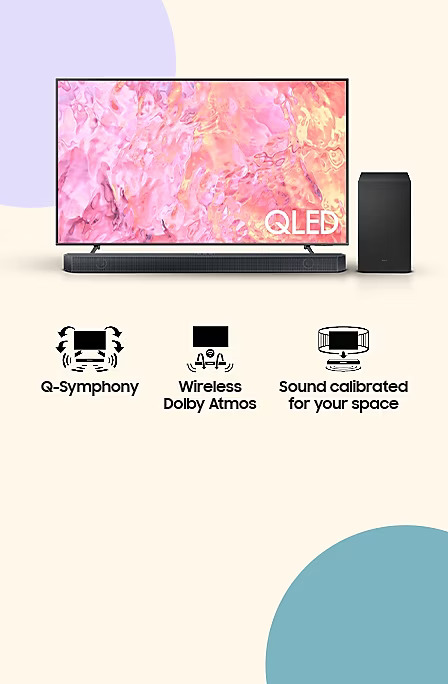 QLED
Q-Symphony
Wireless
Dolby Atmos
Sound calibrated
for your space